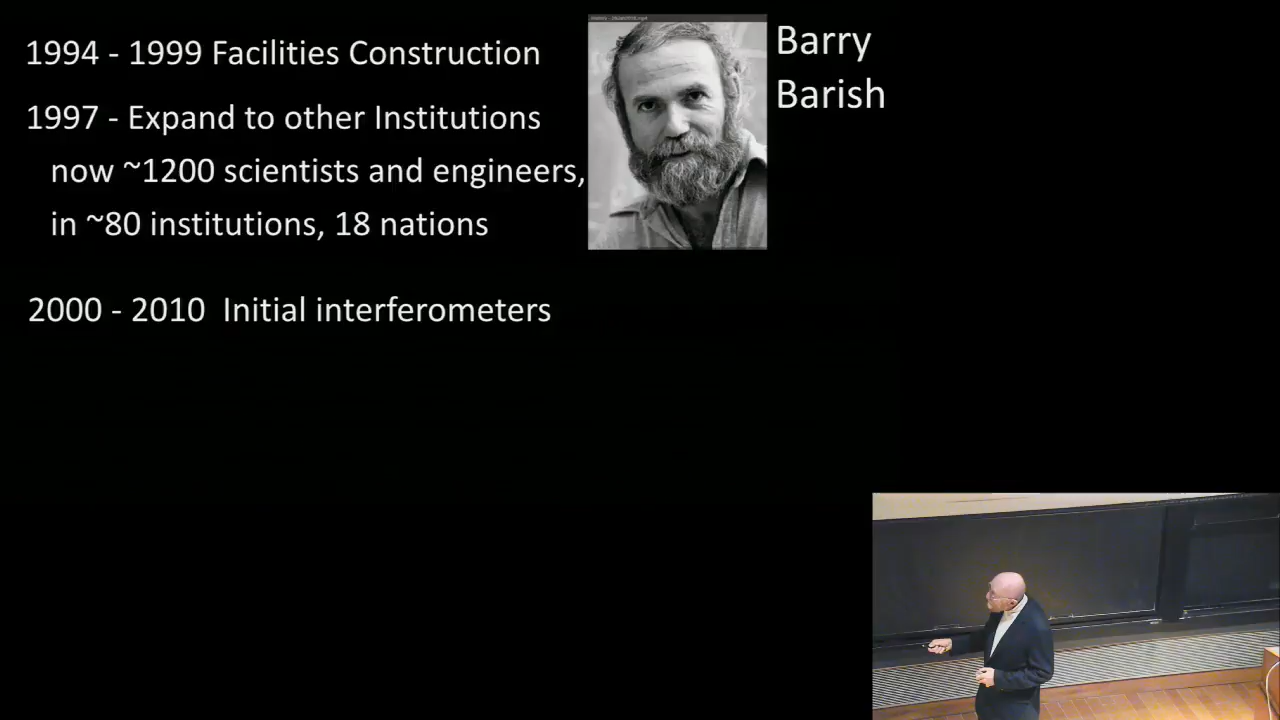 1994 - 1999 Facilities Construction
1997 - Expand to other Institutions
now ~1200 scientists and engineers,
in ~80 institutions, 18 nations
2000 - 2010 Initial interferometers
Barry
Barish